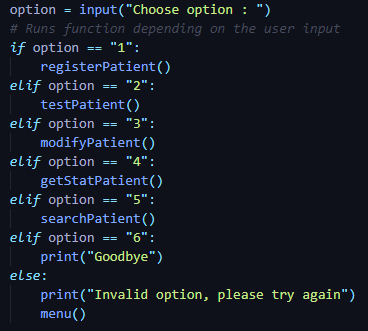 option = input("Choose option : ")
# Runs function depending on the user input
if option == "1":
    registerPatient()
elif option == "2":
    testPatient()
elif option == "3":
    modifyPatient()
elif option == "4":
    getStatPatient()
elif option == "5":
    searchPatient()
elif option == "6":
    print("Goodbye")
else:
    print("Invalid option, please try again")
    menu()